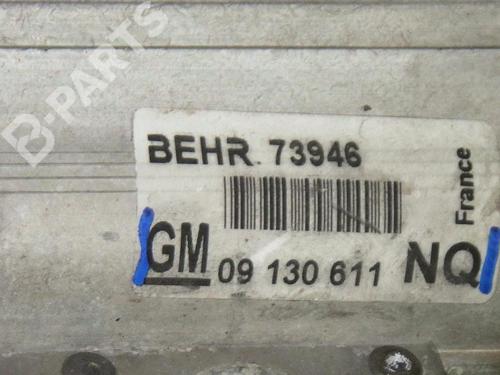 B-PARTS
BEHR. 73946
France
GM 09 130 611 NQ